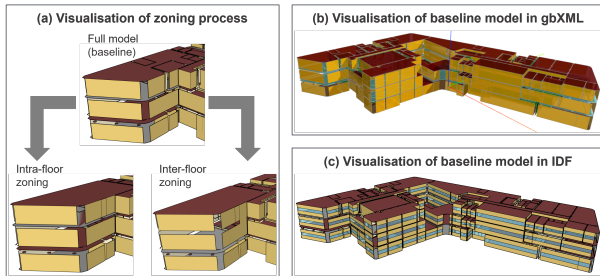 (a) Visualisation of zoning process
Full model
(baseline)
Intra-floor
zoning
Inter-floor
zoning
(b) Visualisation of baseline model in gbXML
(c) Visualisation of baseline model in IDF